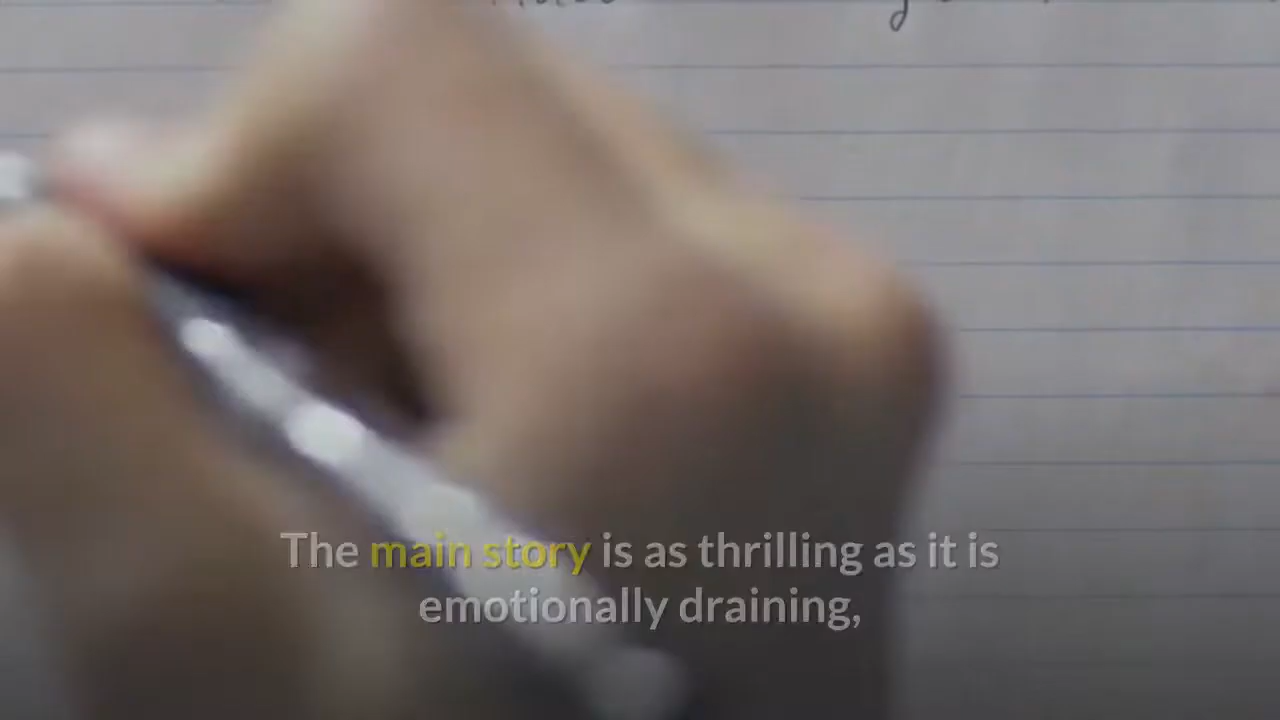 The main story is as thrilling as it is
emotionally draining,